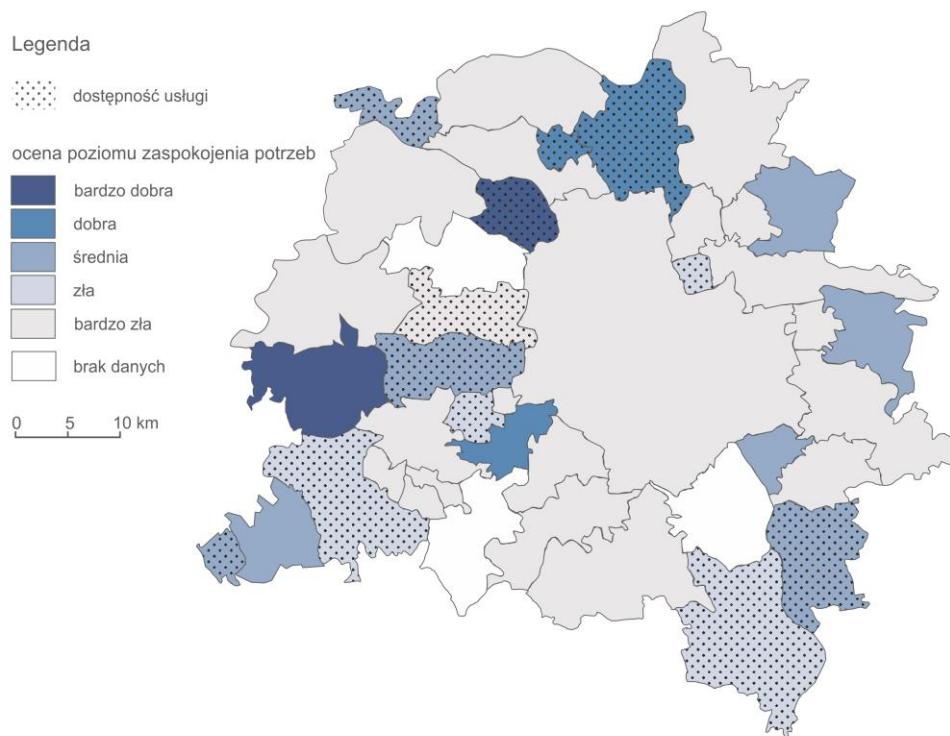 Legenda
dostępność usługi
ocena poziomu zaspokojenia potrzeb
bardzo dobra
dobra
średnia
zła
bardzo zła
brak danych
0 5 10 km